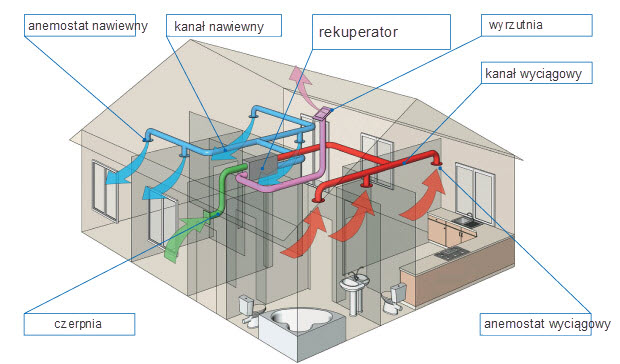 anemostat nawiewny
kanał nawiewny
rekuperator
wyrzutnia
kanał wyciągowy
czerpnia
anemostat wyciągowy